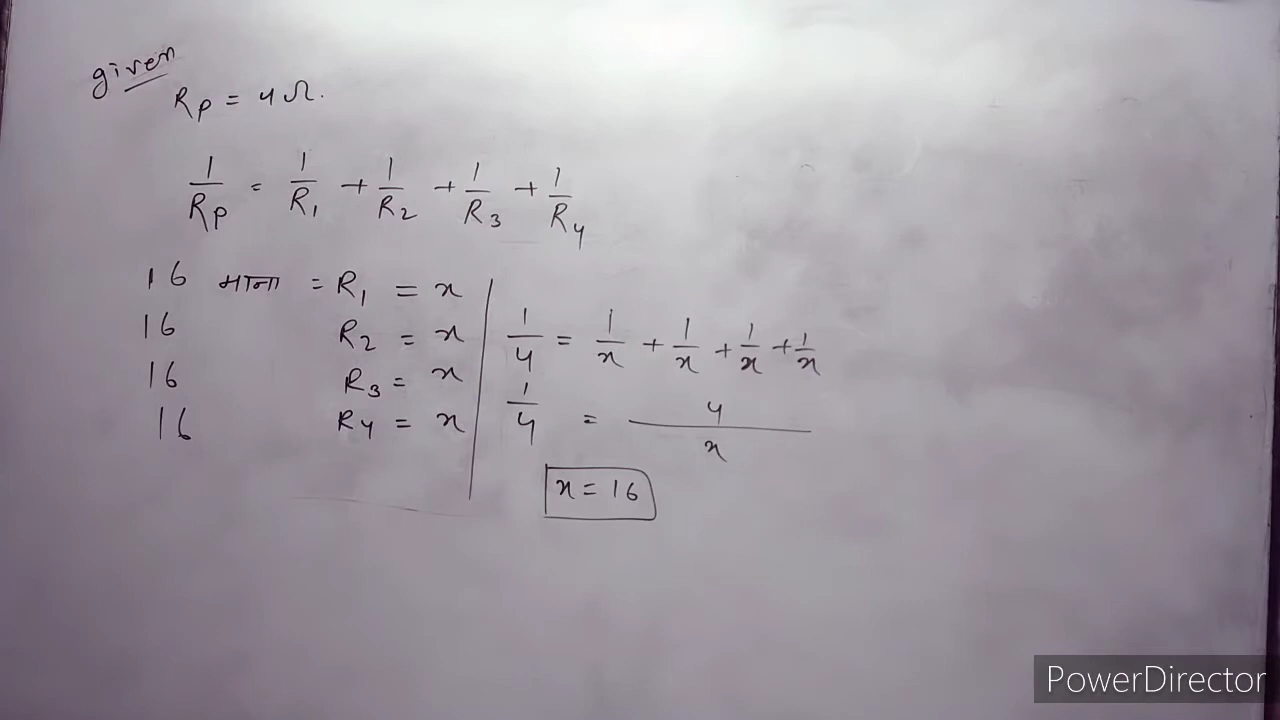 given
Rp = 4Ω.
1/Rp = 1/R1 + 1/R2 + 1/R3 + 1/R4
16 माना = R1 = x
16 R2 = x
16 R3 = x
16 R4 = x
1/4 = 1/x + 1/x + 1/x + 1/x
1/4 = 4/x
x = 16
PowerDirector